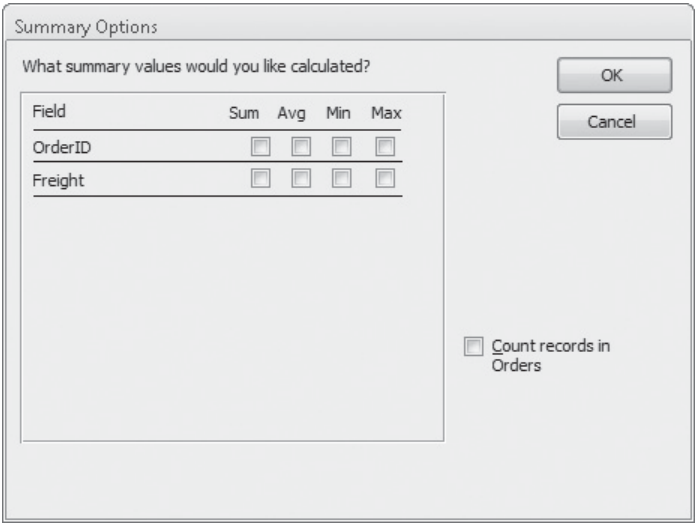 Summary Options
What summary values would you like calculated?
OK
Cancel
Field Sum Avg Min Max
OrderID
Freight
Count records in
Orders